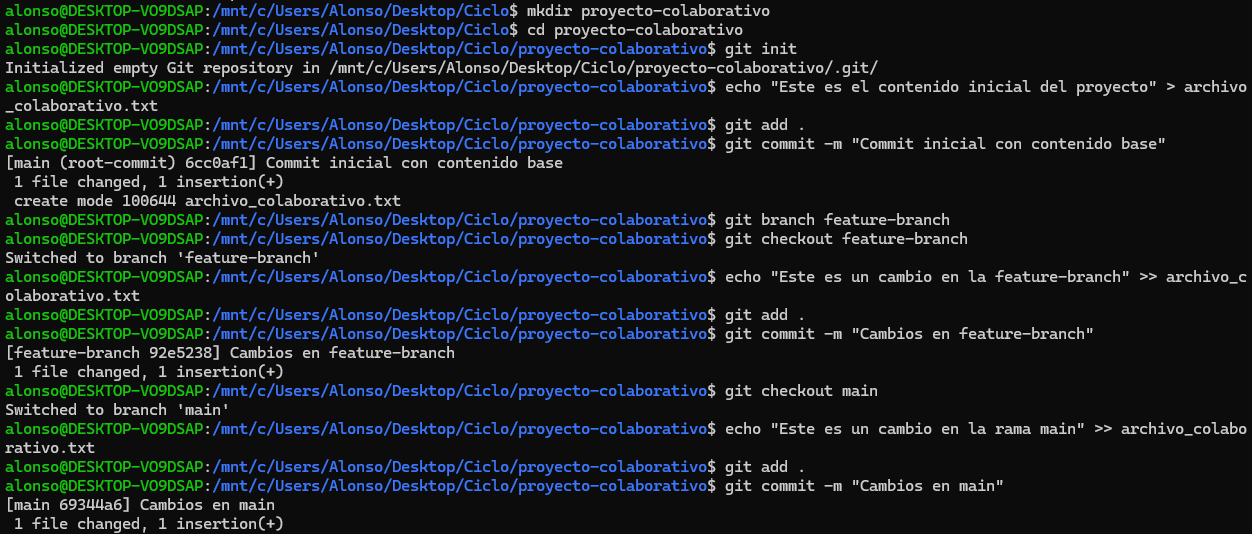 alonso@DESKTOP-VO9DSAP:/mnt/c/Users/Alonso/Desktop/Ciclo$ mkdir proyecto-colaborativo
alonso@DESKTOP-VO9DSAP:/mnt/c/Users/Alonso/Desktop/Ciclo$ cd proyecto-colaborativo
alonso@DESKTOP-VO9DSAP:/mnt/c/Users/Alonso/Desktop/Ciclo/proyecto-colaborativo$ git init
Initialized empty Git repository in /mnt/c/Users/Alonso/Desktop/Ciclo/proyecto-colaborativo/.git/
alonso@DESKTOP-VO9DSAP:/mnt/c/Users/Alonso/Desktop/Ciclo/proyecto-colaborativo$ echo "Este es el contenido inicial del proyecto" > archivo
_colaborativo.txt
alonso@DESKTOP-VO9DSAP:/mnt/c/Users/Alonso/Desktop/Ciclo/proyecto-colaborativo$ git add .
alonso@DESKTOP-VO9DSAP:/mnt/c/Users/Alonso/Desktop/Ciclo/proyecto-colaborativo$ git commit -m "Commit inicial con contenido base"
[main (root-commit) 6cc0af1] Commit inicial con contenido base
 1 file changed, 1 insertion(+)
 create mode 100644 archivo_colaborativo.txt
alonso@DESKTOP-VO9DSAP:/mnt/c/Users/Alonso/Desktop/Ciclo/proyecto-colaborativo$ git branch feature-branch
alonso@DESKTOP-VO9DSAP:/mnt/c/Users/Alonso/Desktop/Ciclo/proyecto-colaborativo$ git checkout feature-branch
Switched to branch 'feature-branch'
alonso@DESKTOP-VO9DSAP:/mnt/c/Users/Alonso/Desktop/Ciclo/proyecto-colaborativo$ echo "Este es un cambio en la feature-branch" >> archivo_c
olaborativo.txt
alonso@DESKTOP-VO9DSAP:/mnt/c/Users/Alonso/Desktop/Ciclo/proyecto-colaborativo$ git add .
alonso@DESKTOP-VO9DSAP:/mnt/c/Users/Alonso/Desktop/Ciclo/proyecto-colaborativo$ git commit -m "Cambios en feature-branch"
[feature-branch 92e5238] Cambios en feature-branch
 1 file changed, 1 insertion(+)
alonso@DESKTOP-VO9DSAP:/mnt/c/Users/Alonso/Desktop/Ciclo/proyecto-colaborativo$ git checkout main
Switched to branch 'main'
alonso@DESKTOP-VO9DSAP:/mnt/c/Users/Alonso/Desktop/Ciclo/proyecto-colaborativo$ echo "Este es un cambio en la rama main" >> archivo_colabo
rativo.txt
alonso@DESKTOP-VO9DSAP:/mnt/c/Users/Alonso/Desktop/Ciclo/proyecto-colaborativo$ git add .
alonso@DESKTOP-VO9DSAP:/mnt/c/Users/Alonso/Desktop/Ciclo/proyecto-colaborativo$ git commit -m "Cambios en main"
[main 69344a6] Cambios en main
 1 file changed, 1 insertion(+)